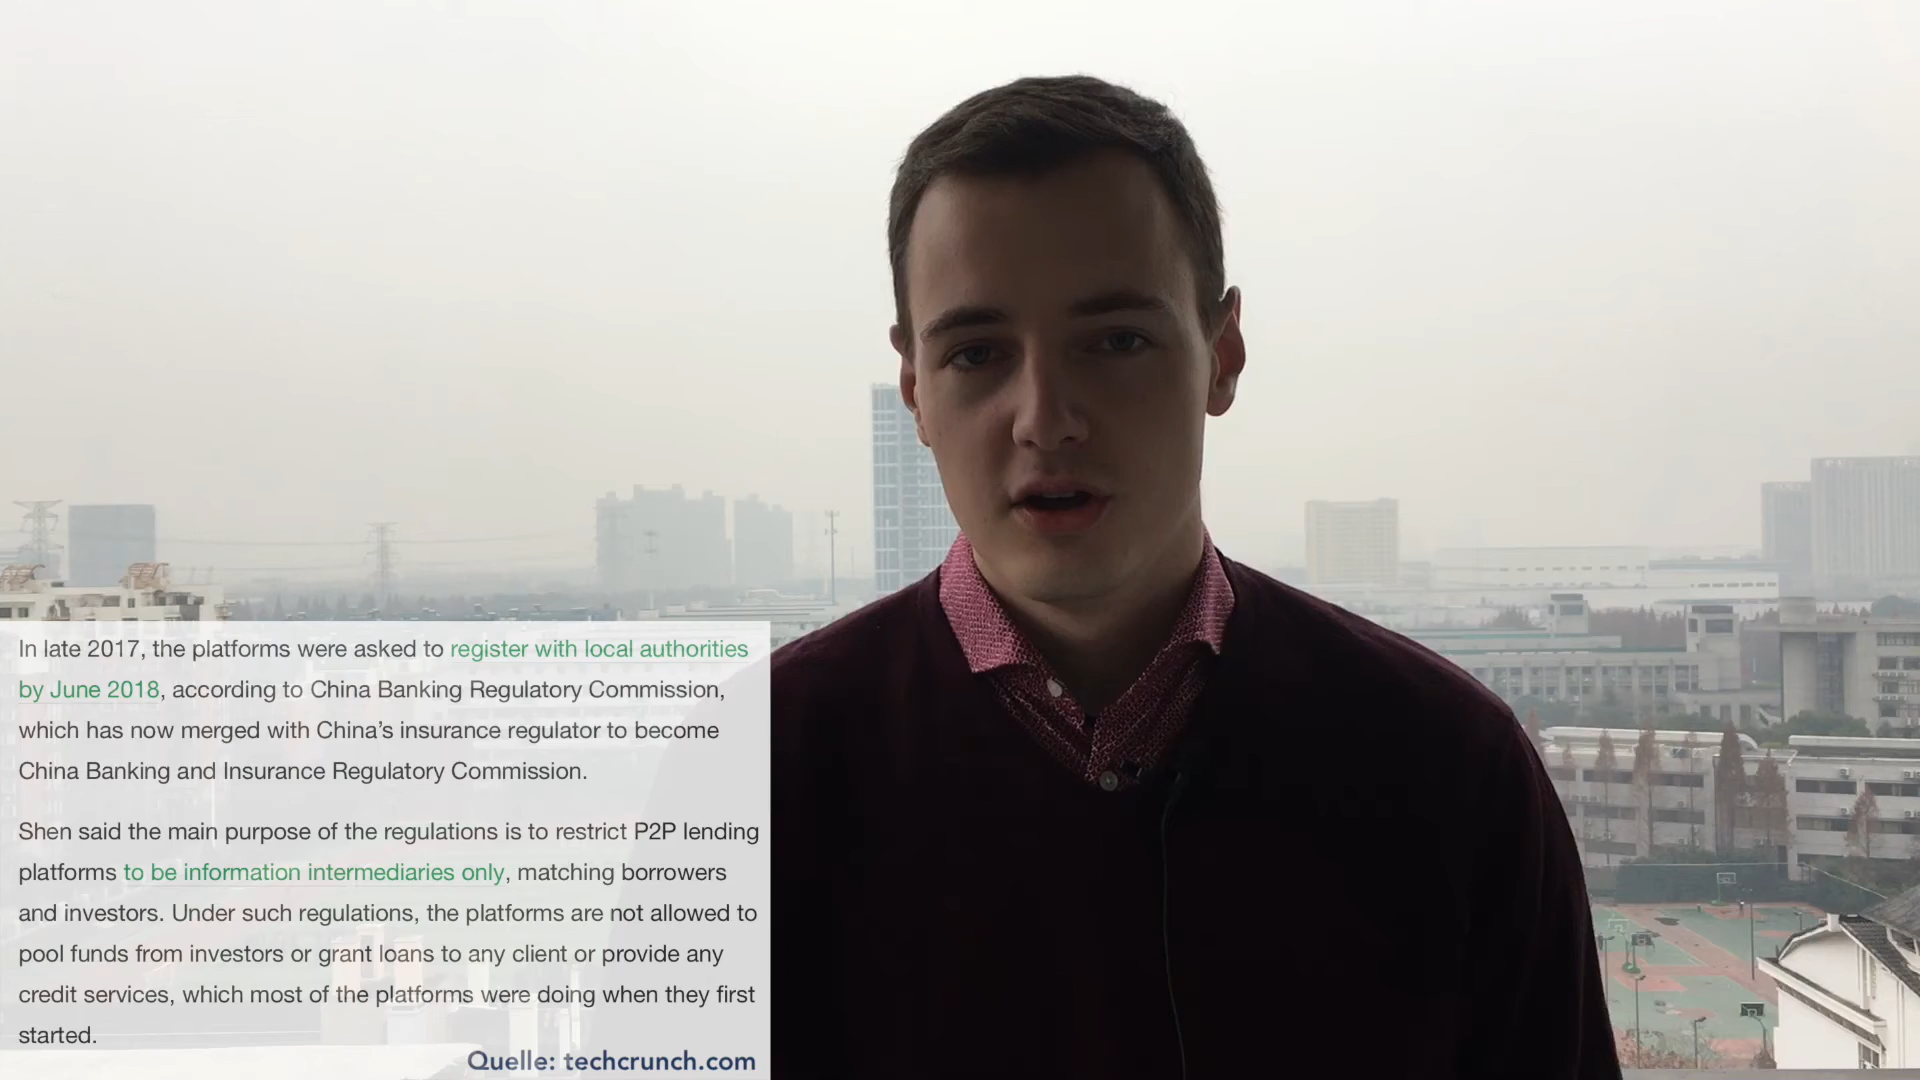 In late 2017, the platforms were asked to register with local authorities
by June 2018, according to China Banking Regulatory Commission,
which has now merged with China’s insurance regulator to become
China Banking and Insurance Regulatory Commission.
Shen said the main purpose of the regulations is to restrict P2P lending
platforms to be information intermediaries only, matching borrowers
and investors. Under such regulations, the platforms are not allowed to
pool funds from investors or grant loans to any client or provide any
credit services, which most of the platforms were doing when they first
started.
Quelle: techcrunch.com